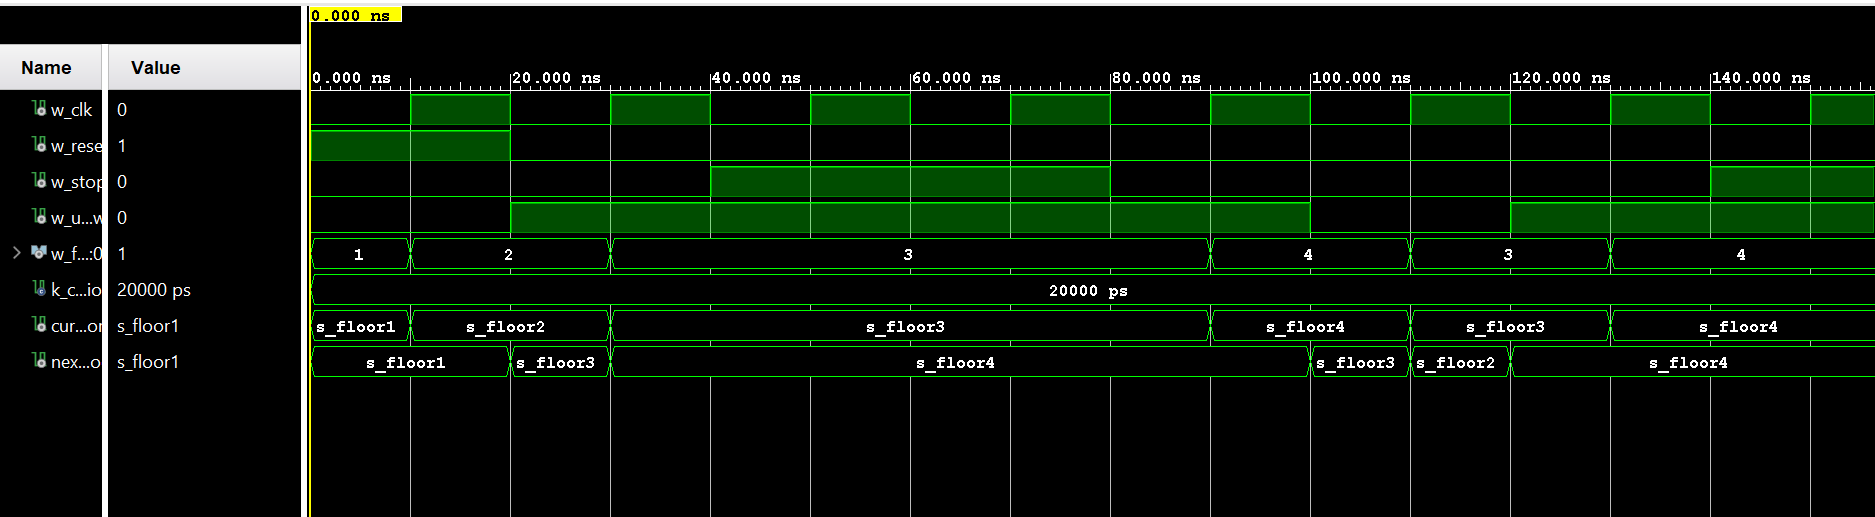 0.000 ns
Name Value
0.000 ns 20.000 ns 40.000 ns 60.000 ns 80.000 ns 100.000 ns 120.000 ns 140.000 ns
w_clk 0
w_rese 1
w_stop 0
w_u...w 0
w_f...:0 1 1 2 3 4 3 4
k_c...io 20000 ps 20000 ps
cur...or s_floor1 s_floor1 s_floor2 s_floor3 s_floor4 s_floor3 s_floor4
nex...o s_floor1 s_floor1 s_floor3 s_floor4 s_floor3 s_floor2 s_floor4